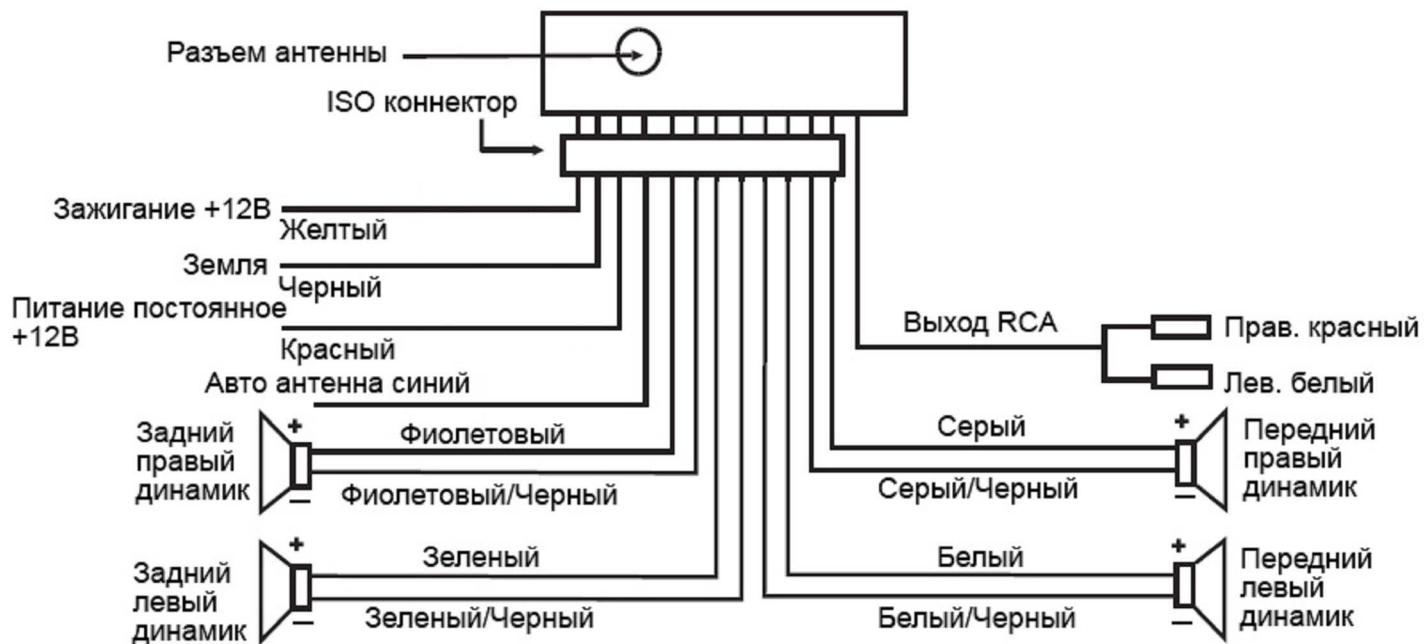 Разъем антенны
ISO коннектор
Зажигание +12В
Желтый
Земля
Черный
Питание постоянное
+12В
Красный
Авто антенна синий
Выход RCA
Прав. красный
Лев. белый
Задний
правый
динамик
+
Фиолетовый
Фиолетовый/Черный
–
Серый
Серый/Черный
+
–
Передний
правый
динамик
Задний
левый
динамик
+
Зеленый
Зеленый/Черный
–
Белый
Белый/Черный
+
–
Передний
левый
динамик